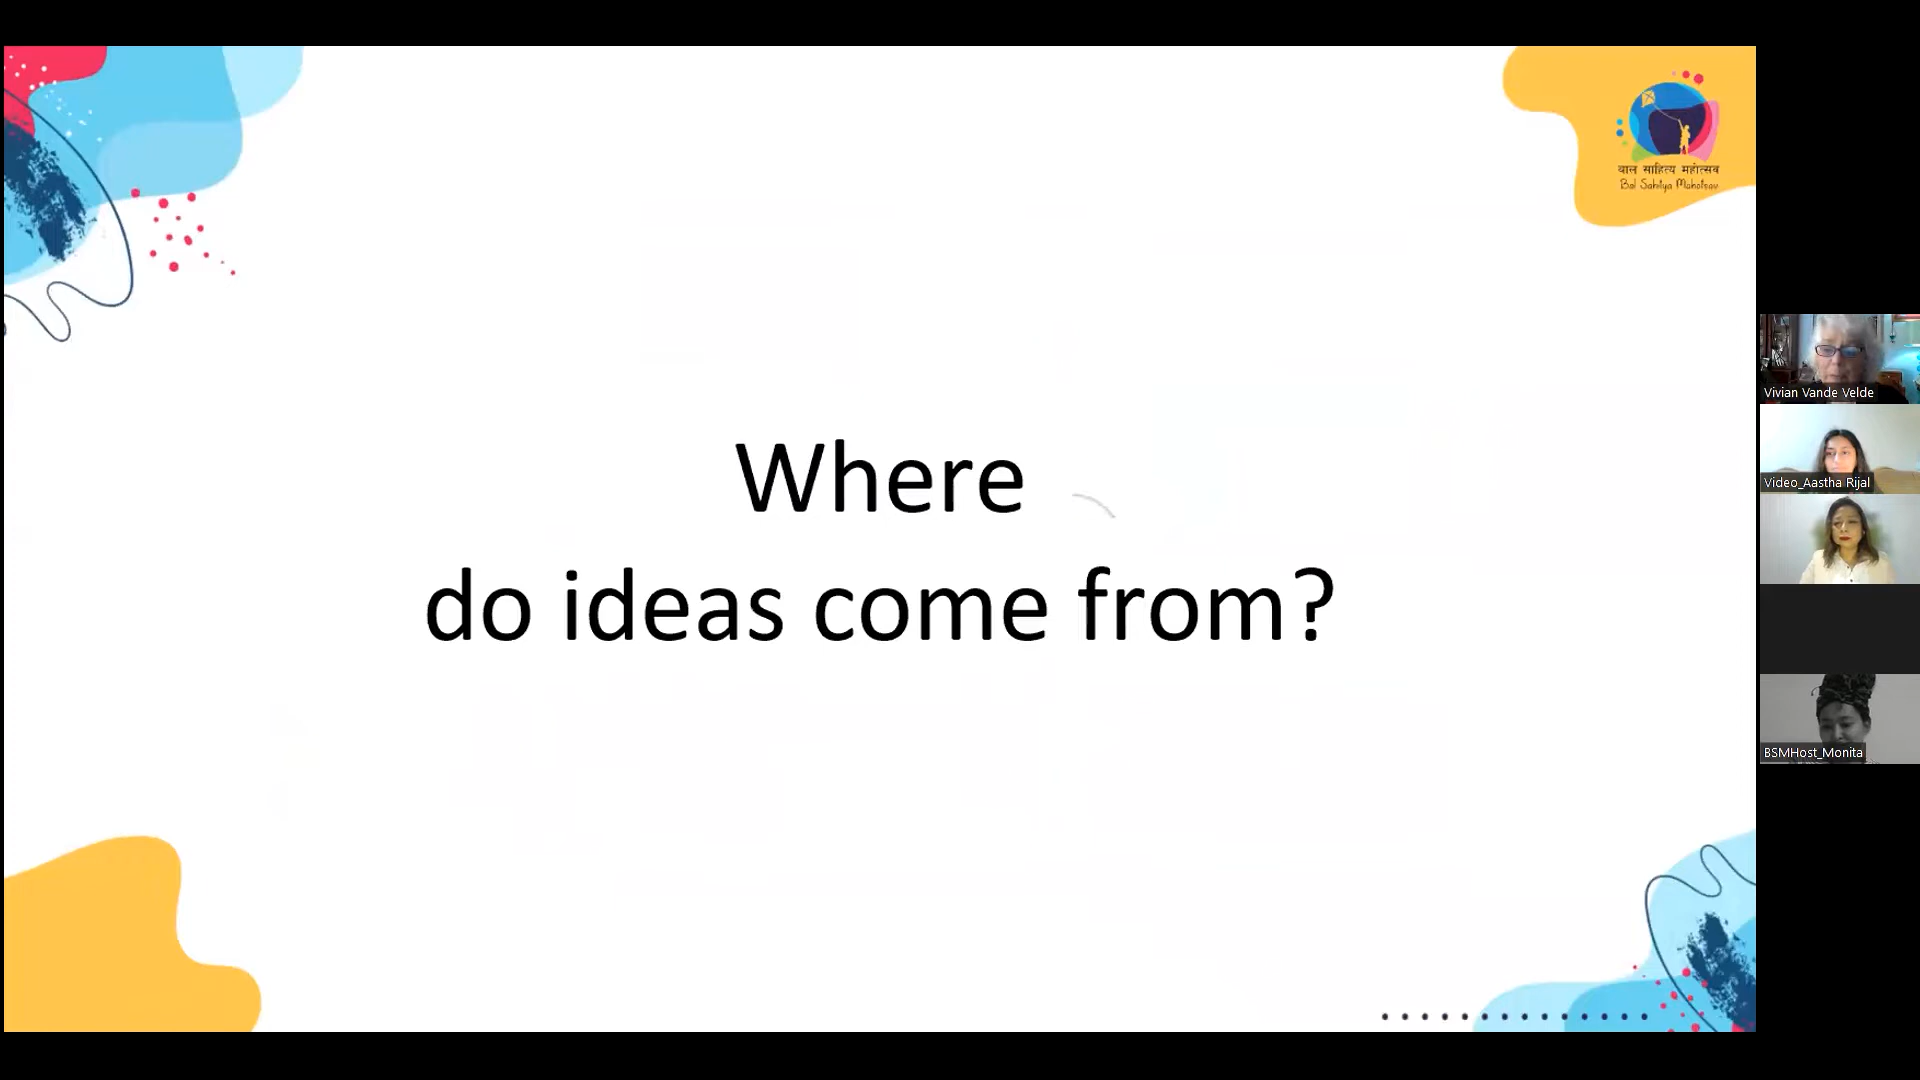 बाल साहित्य महोत्सव
Bal Sahitya Mahotsav
Where
do ideas come from?
Vivian Vande Velde
Video_Aastha Rijal
BSMHost_Monita